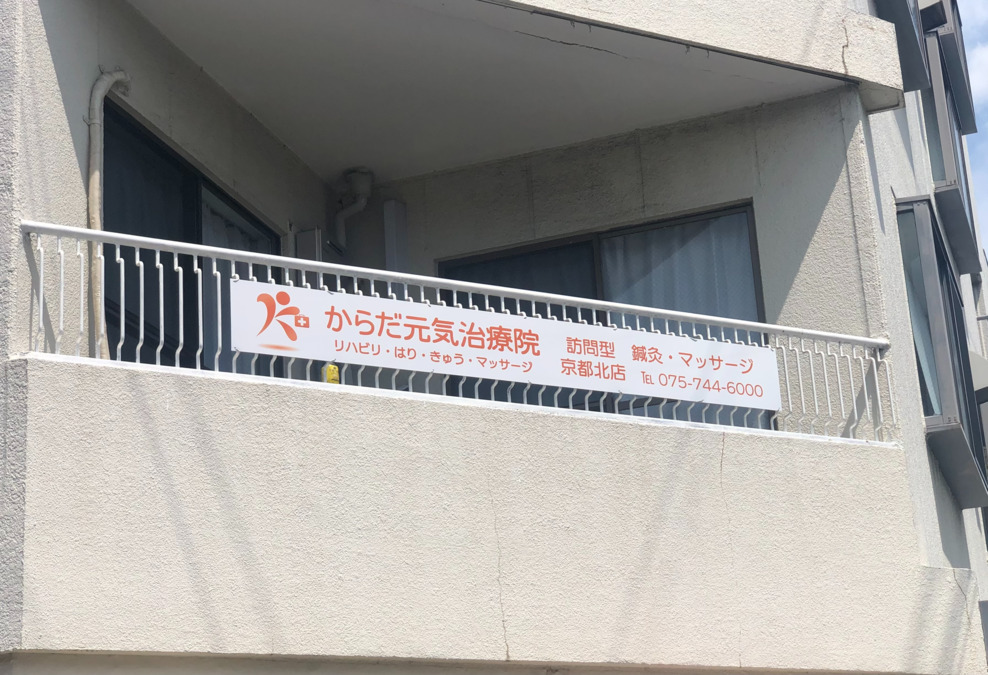 からだ元気治療院
リハビリ・はり・きゅう・マッサージ
訪問型 鍼灸・マッサージ
京都北店 TEL 075-744-6000